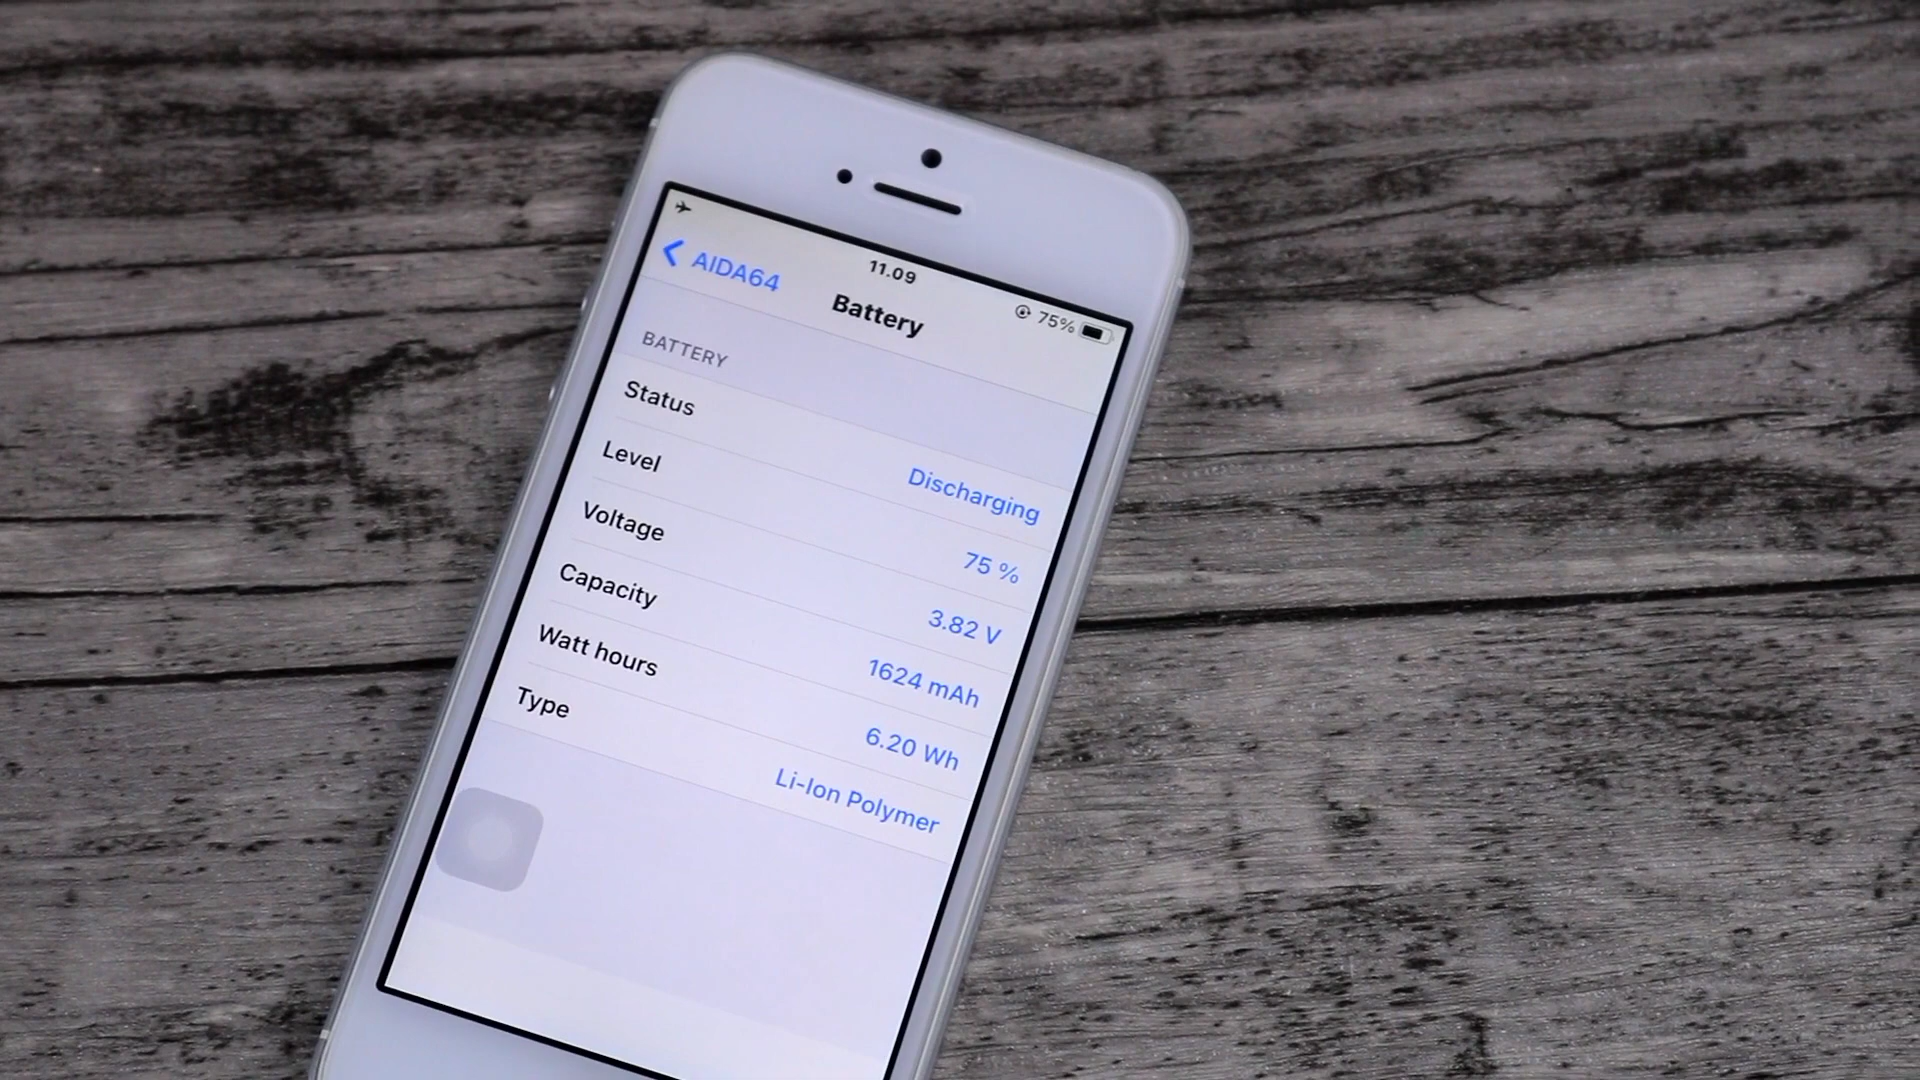 11.09
75%
AIDA64
Battery
BATTERY
Status
Discharging
Level
75 %
Voltage
3.82 V
Capacity
1624 mAh
Watt hours
6.20 Wh
Type
Li-Ion Polymer